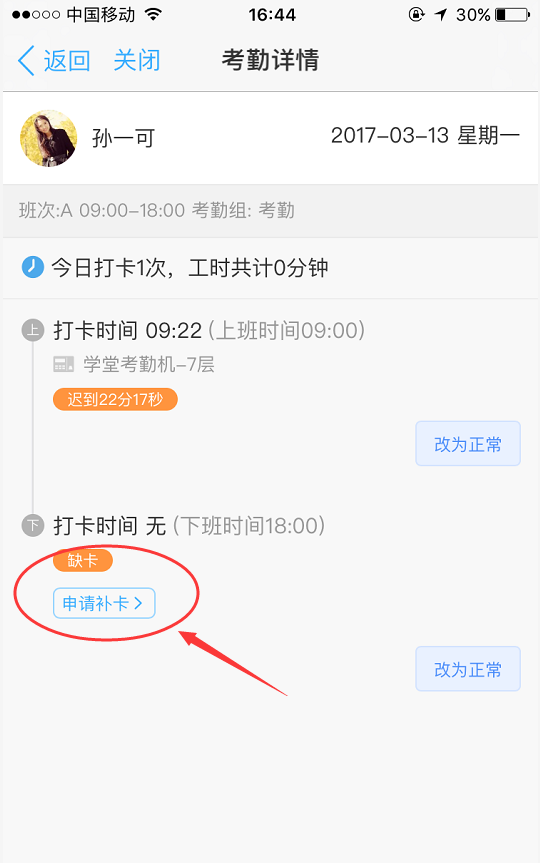 中国移动 16:44 30%
返回 关闭 考勤详情
孙一可 2017-03-13 星期一
班次:A 09:00-18:00 考勤组: 考勤
今日打卡1次，工时共计0分钟
上 打卡时间 09:22 (上班时间09:00)
学堂考勤机-7层
迟到22分17秒
改为正常
下 打卡时间 无 (下班时间18:00)
缺卡
申请补卡 >
改为正常